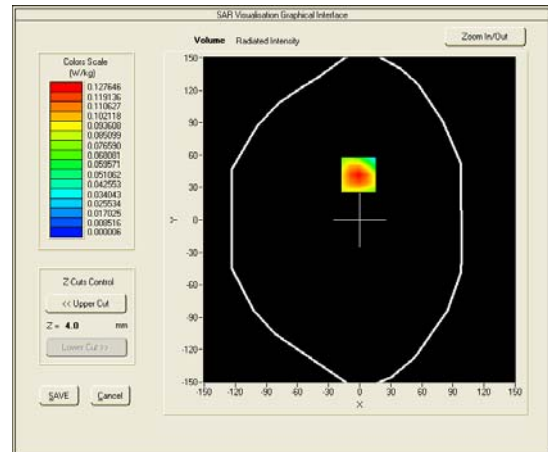 SAR Visualisation Graphical Interface
Volume Radiated Intensity
Zoom In/Out
Colors Scale
(W/kg)
0.127646
0.119136
0.110627
0.102118
0.093608
0.085099
0.076590
0.068081
0.059571
0.051062
0.042553
0.034043
0.025534
0.017025
0.008516
0.000006
Z Cuts Control
<< Upper Cut
Z = 4.0 mm
Lower Cut >>
SAVE Cancel
150
120
90
60
30
0
-30
-60
-90
-120
-150
Y
-150 -120 -90 -60 -30 0 30 60 90 120 150
X